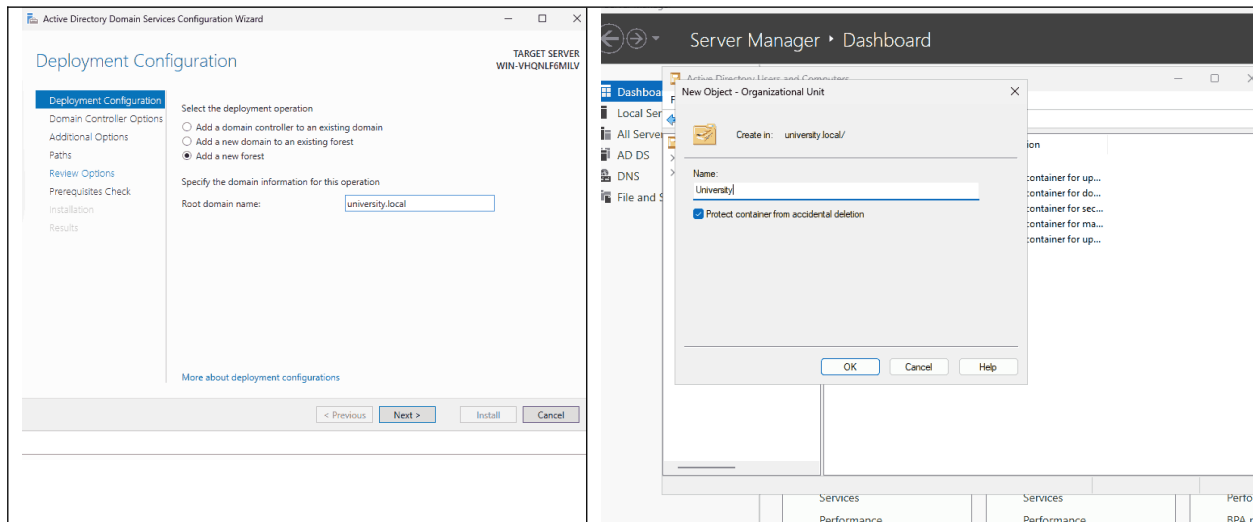 Active Directory Domain Services Configuration Wizard
Deployment Configuration
TARGET SERVER
WIN-VHQNLF6MILV
Deployment Configuration
Domain Controller Options
Additional Options
Paths
Review Options
Prerequisites Check
Installation
Results
Select the deployment operation
Add a domain controller to an existing domain
Add a new domain to an existing forest
Add a new forest
Specify the domain information for this operation
Root domain name:
university.local
More about deployment configurations
< Previous
Next >
Install
Cancel
Server Manager • Dashboard
Dashboa
Local Ser
All Server
AD DS
DNS
File and S
Active Directory Users and Computers
New Object - Organizational Unit
Create in: university.local/
Name:
University
Protect container from accidental deletion
OK
Cancel
Help
ion
container for up...
container for do...
container for sec...
container for ma...
container for up...
Services
Services
Perfo
Performance
Performance
BPA r